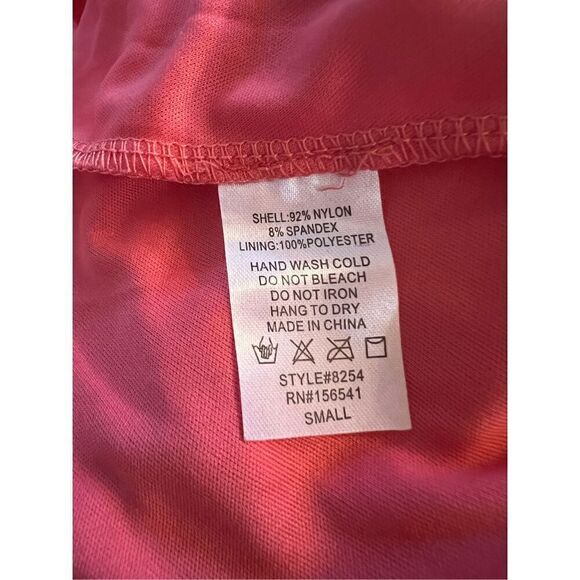 SHELL:92% NYLON
8% SPANDEX
LINING:100%POLYESTER
HAND WASH COLD
DO NOT BLEACH
DO NOT IRON
HANG TO DRY
MADE IN CHINA
STYLE#8254
RN#156541
SMALL